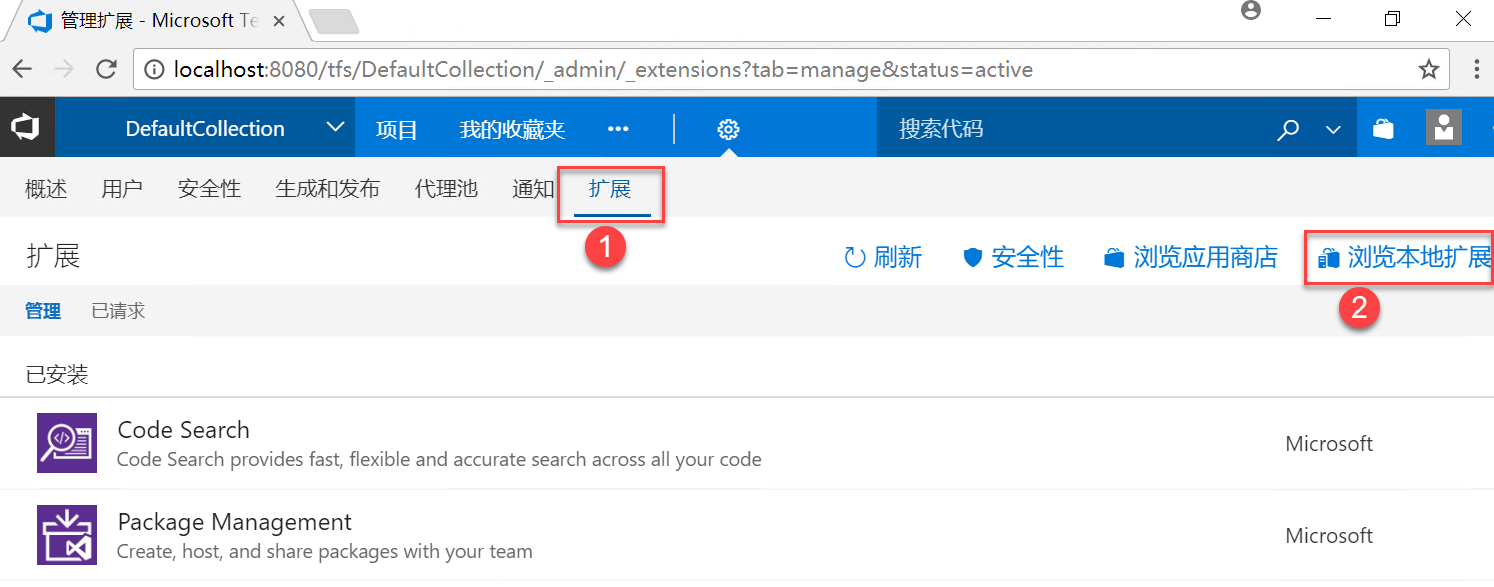 管理扩展 - Microsoft Te
localhost:8080/tfs/DefaultCollection/_admin/_extensions?tab=manage&status=active
DefaultCollection 项目 我的收藏夹 ••• 搜索代码
概述 用户 安全性 生成和发布 代理池 通知 扩展
1
扩展 刷新 安全性 浏览应用商店 浏览本地扩展
2
管理 已请求
已安装
Code Search
Code Search provides fast, flexible and accurate search across all your code
Microsoft
Package Management
Create, host, and share packages with your team
Microsoft